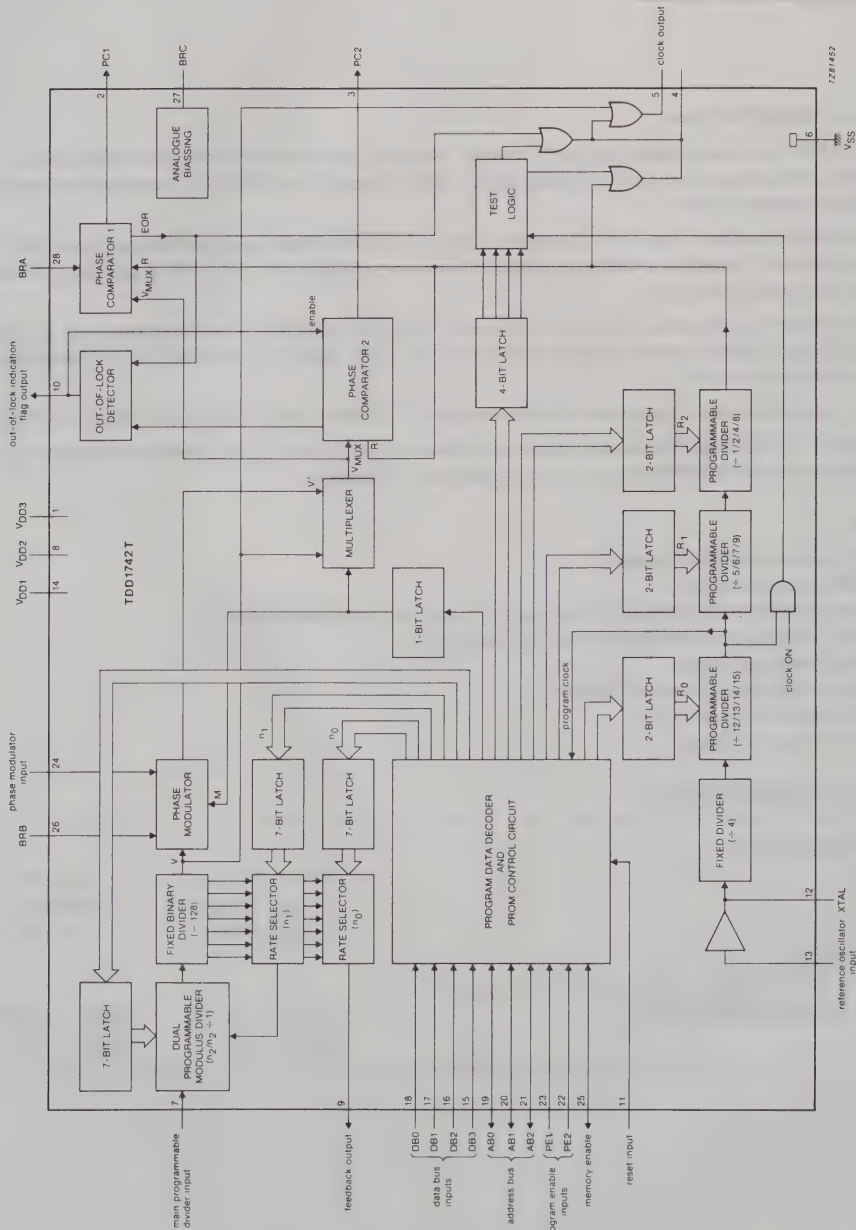 7Z81452
2
PC1
27
BRC
3
PC2
5
clock output
4
6
VSS
ANALOGUE
BIASSING
28
BRA
PHASE
COMPARATOR 1
EOR
R
VMUX
10
out-of-lock indication
flag output
OUT-OF-LOCK
DETECTOR
enable
PHASE
COMPARATOR 2
R
VMUX
TEST
LOGIC
4-BIT LATCH
VDD3
1
VDD2
8
VDD1
14
TDD1742T
V'
MULTIPLEXER
1-BIT LATCH
2-BIT LATCH
R2
PROGRAMMABLE
DIVIDER
(÷ 1/2/4/8)
2-BIT LATCH
R1
PROGRAMMABLE
DIVIDER
(÷ 5/6/7/9)
program clock
clock ON
2-BIT LATCH
R0
PROGRAMMABLE
DIVIDER
(÷ 12/13/14/15)
phase modulator
input
24
BRB
26
PHASE
MODULATOR
M
V
n1
n0
7-BIT LATCH
7-BIT LATCH
FIXED BINARY
DIVIDER
(– 128)
RATE SELECTOR
(n1)
RATE SELECTOR
(n0)
PROGRAM DATA DECODER
AND
PROM CONTROL CIRCUIT
FIXED DIVIDER
(÷ 4)
7-BIT LATCH
DUAL
PROGRAMMABLE
MODULUS DIVIDER
(n2/n2 ÷ 1)
7
main programmable
divider input
9
feedback output
18
DB0
17
DB1
16
DB2
15
DB3
data bus
inputs
19
AB0
20
AB1
21
AB2
address bus
23
PE1
22
PE2
ogram enable
inputs
25
memory enable
11
reset input
12
XTAL
13
reference oscillator
input